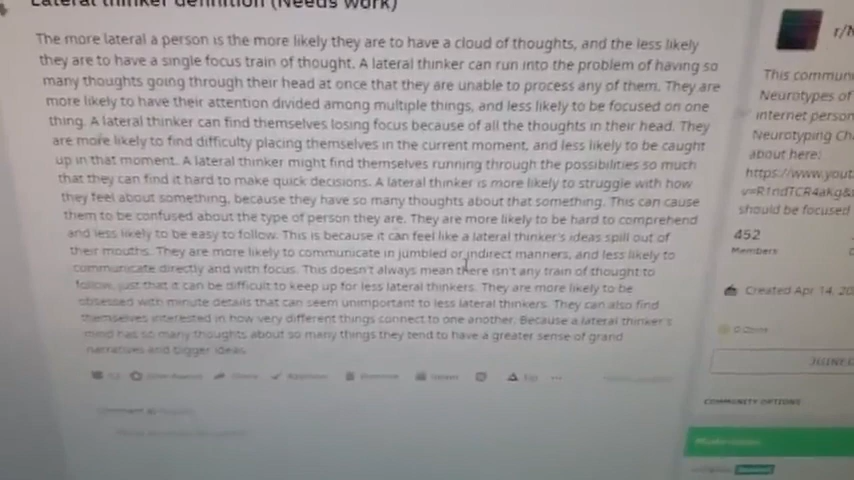 Lateral thinker definition (Needs work)
The more lateral a person is the more likely they are to have a cloud of thoughts, and the less likely
they are to have a single focus train of thought. A lateral thinker can run into the problem of having so
many thoughts going through their head at once that they are unable to process any of them. They are
more likely to have their attention divided among multiple things, and less likely to be focused on one
thing. A lateral thinker can find themselves losing focus because of all the thoughts in their head. They
are more likely to find difficulty placing themselves in the current moment, and less likely to be caught
up in that moment. A lateral thinker might find themselves running through the possibilities so much
that they can find it hard to make quick decisions. A lateral thinker is more likely to struggle with how
they feel about something, because they have so many thoughts about that something. This can cause
them to be confused about the type of person they are. They are more likely to be hard to comprehend
and less likely to be easy to follow. This is because it can feel like a lateral thinker's ideas spill out of
their mouths. They are more likely to communicate in jumbled or indirect manners, and less likely to
communicate directly and with focus. This doesn't always mean there isn't any train of thought to
follow, just that it can be difficult to keep up for less lateral thinkers. They are more likely to be
obsessed with minute details that can seem unimportant to less lateral thinkers. They can also find
themselves interested in how very different things connect to one another. Because a lateral thinker's
mind has so many thoughts about so many things they tend to have a greater sense of grand
narratives and bigger ideas.
r/N
This commun
Neurotypes of
internet person
Neurotyping Cha
about here:
https://www.yout
v=R1ndTCR4akg&
should be focused
452
Members
Created Apr 14, 20
COMMUNITY OPTIONS